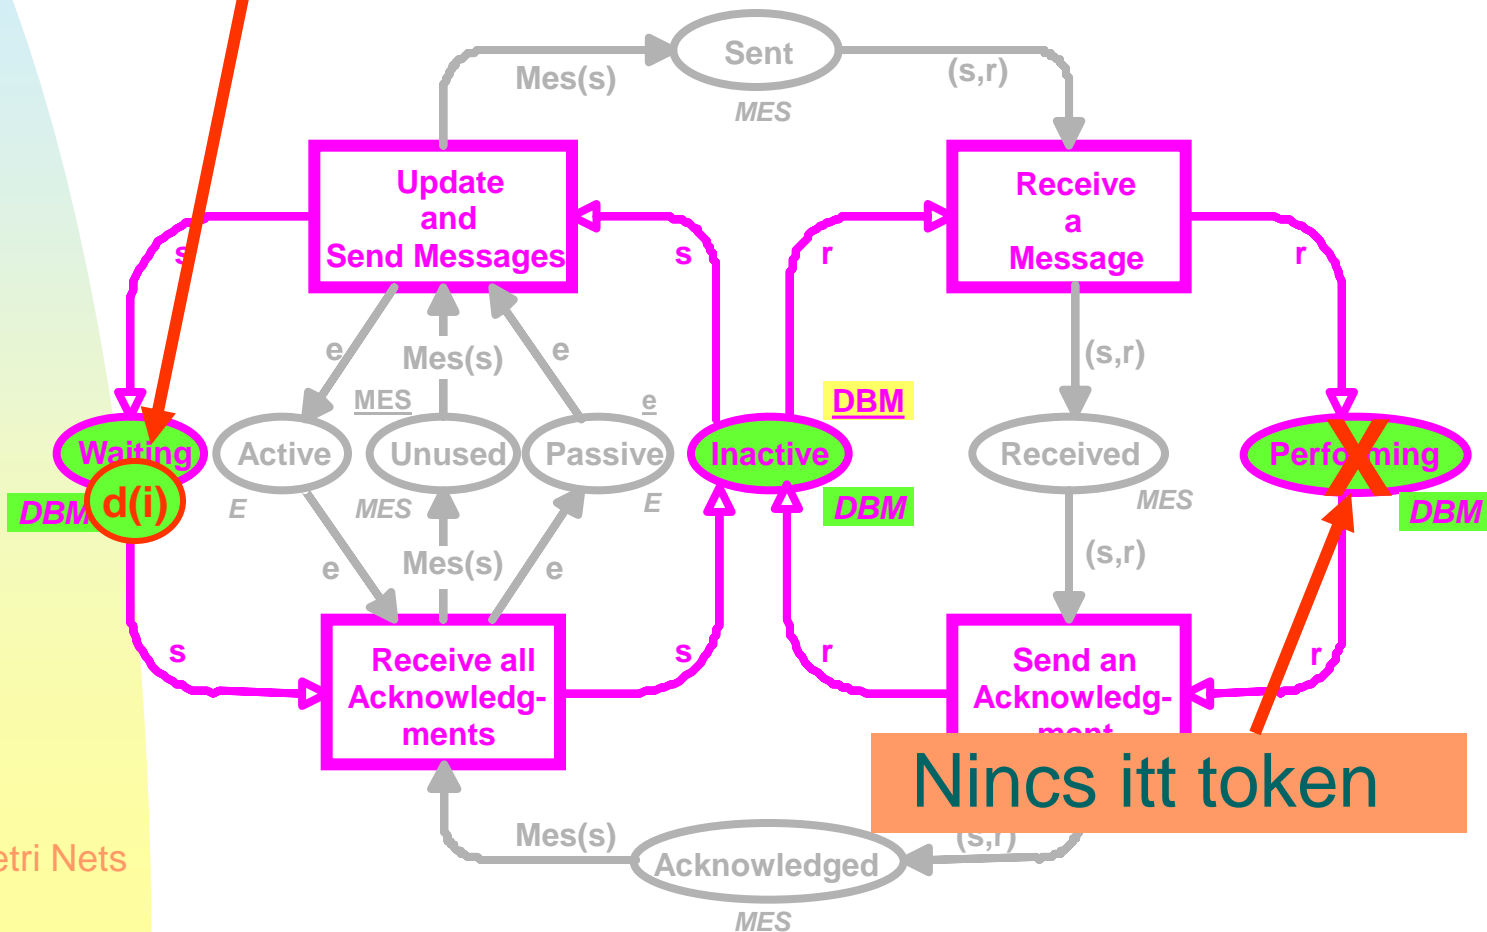 Sent
Mes(s)
(s,r)
MES
Update
and
Send Messages
Receive
a
Message
s
s
r
r
e
Mes(s)
e
(s,r)
MES
e
DBM
Waiting
Active
Unused
Passive
Inactive
Received
Performing
X
d(i)
DBM
E
MES
E
DBM
MES
DBM
e
Mes(s)
e
(s,r)
s
Receive all
Acknowledg-
ments
s
r
Send an
Acknowledg-
ment
r
Nincs itt token
Mes(s)
(s,r)
Acknowledged
etri Nets
MES